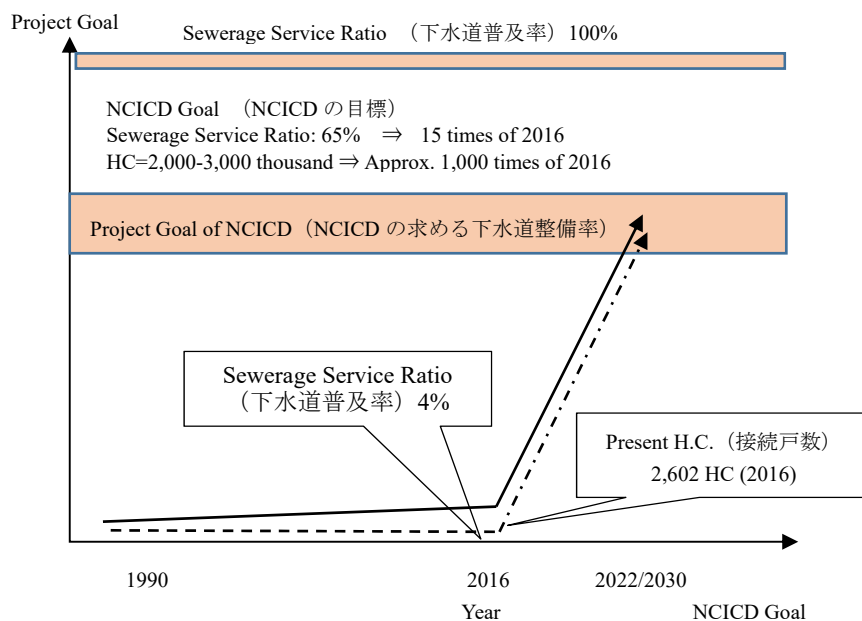 Project Goal
Sewerage Service Ratio （下水道普及率）100%
NCICD Goal （NCICD の目標）
Sewerage Service Ratio: 65% ⇒ 15 times of 2016
HC=2,000-3,000 thousand ⇒ Approx. 1,000 times of 2016
Project Goal of NCICD（NCICD の求める下水道整備率）
Sewerage Service Ratio
（下水道普及率）4%
Present H.C.（接続戸数）
2,602 HC (2016)
1990
2016
2022/2030
Year
NCICD Goal